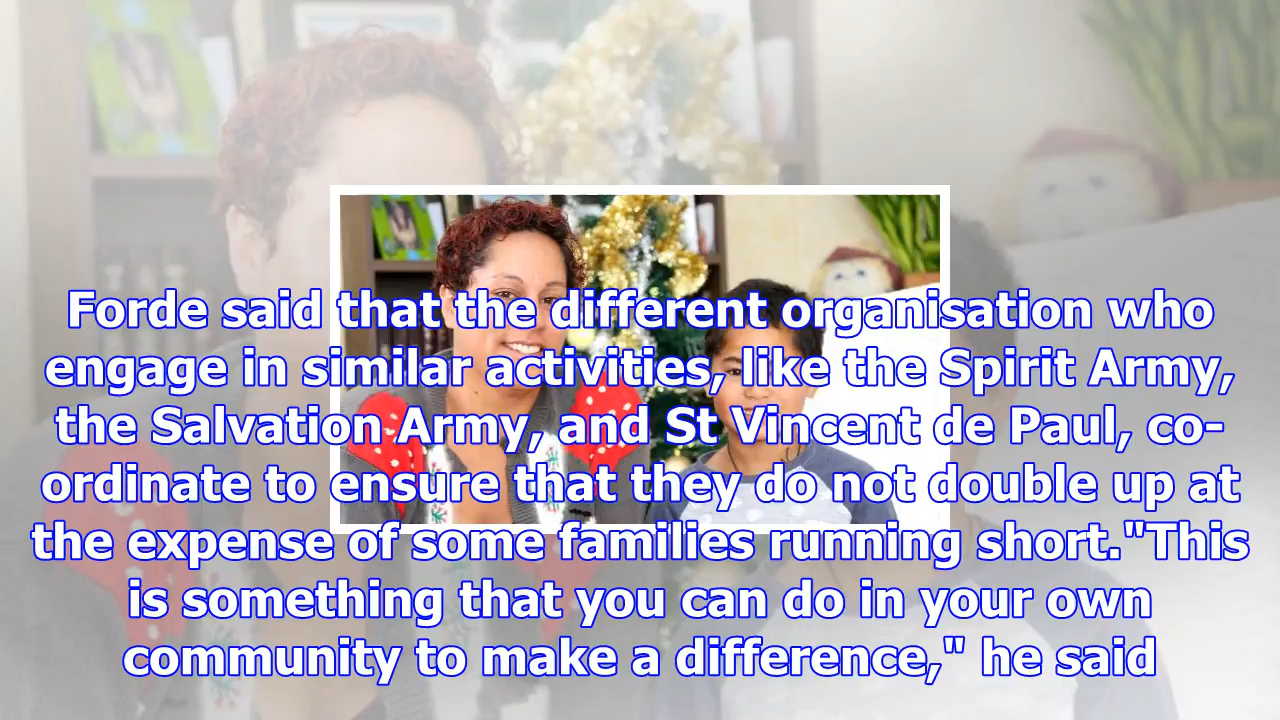 Forde said that the different organisation who
engage in similar activities, like the Spirit Army,
the Salvation Army, and St Vincent de Paul, co-
ordinate to ensure that they do not double up at
the expense of some families running short."This
is something that you can do in your own
community to make a difference," he said